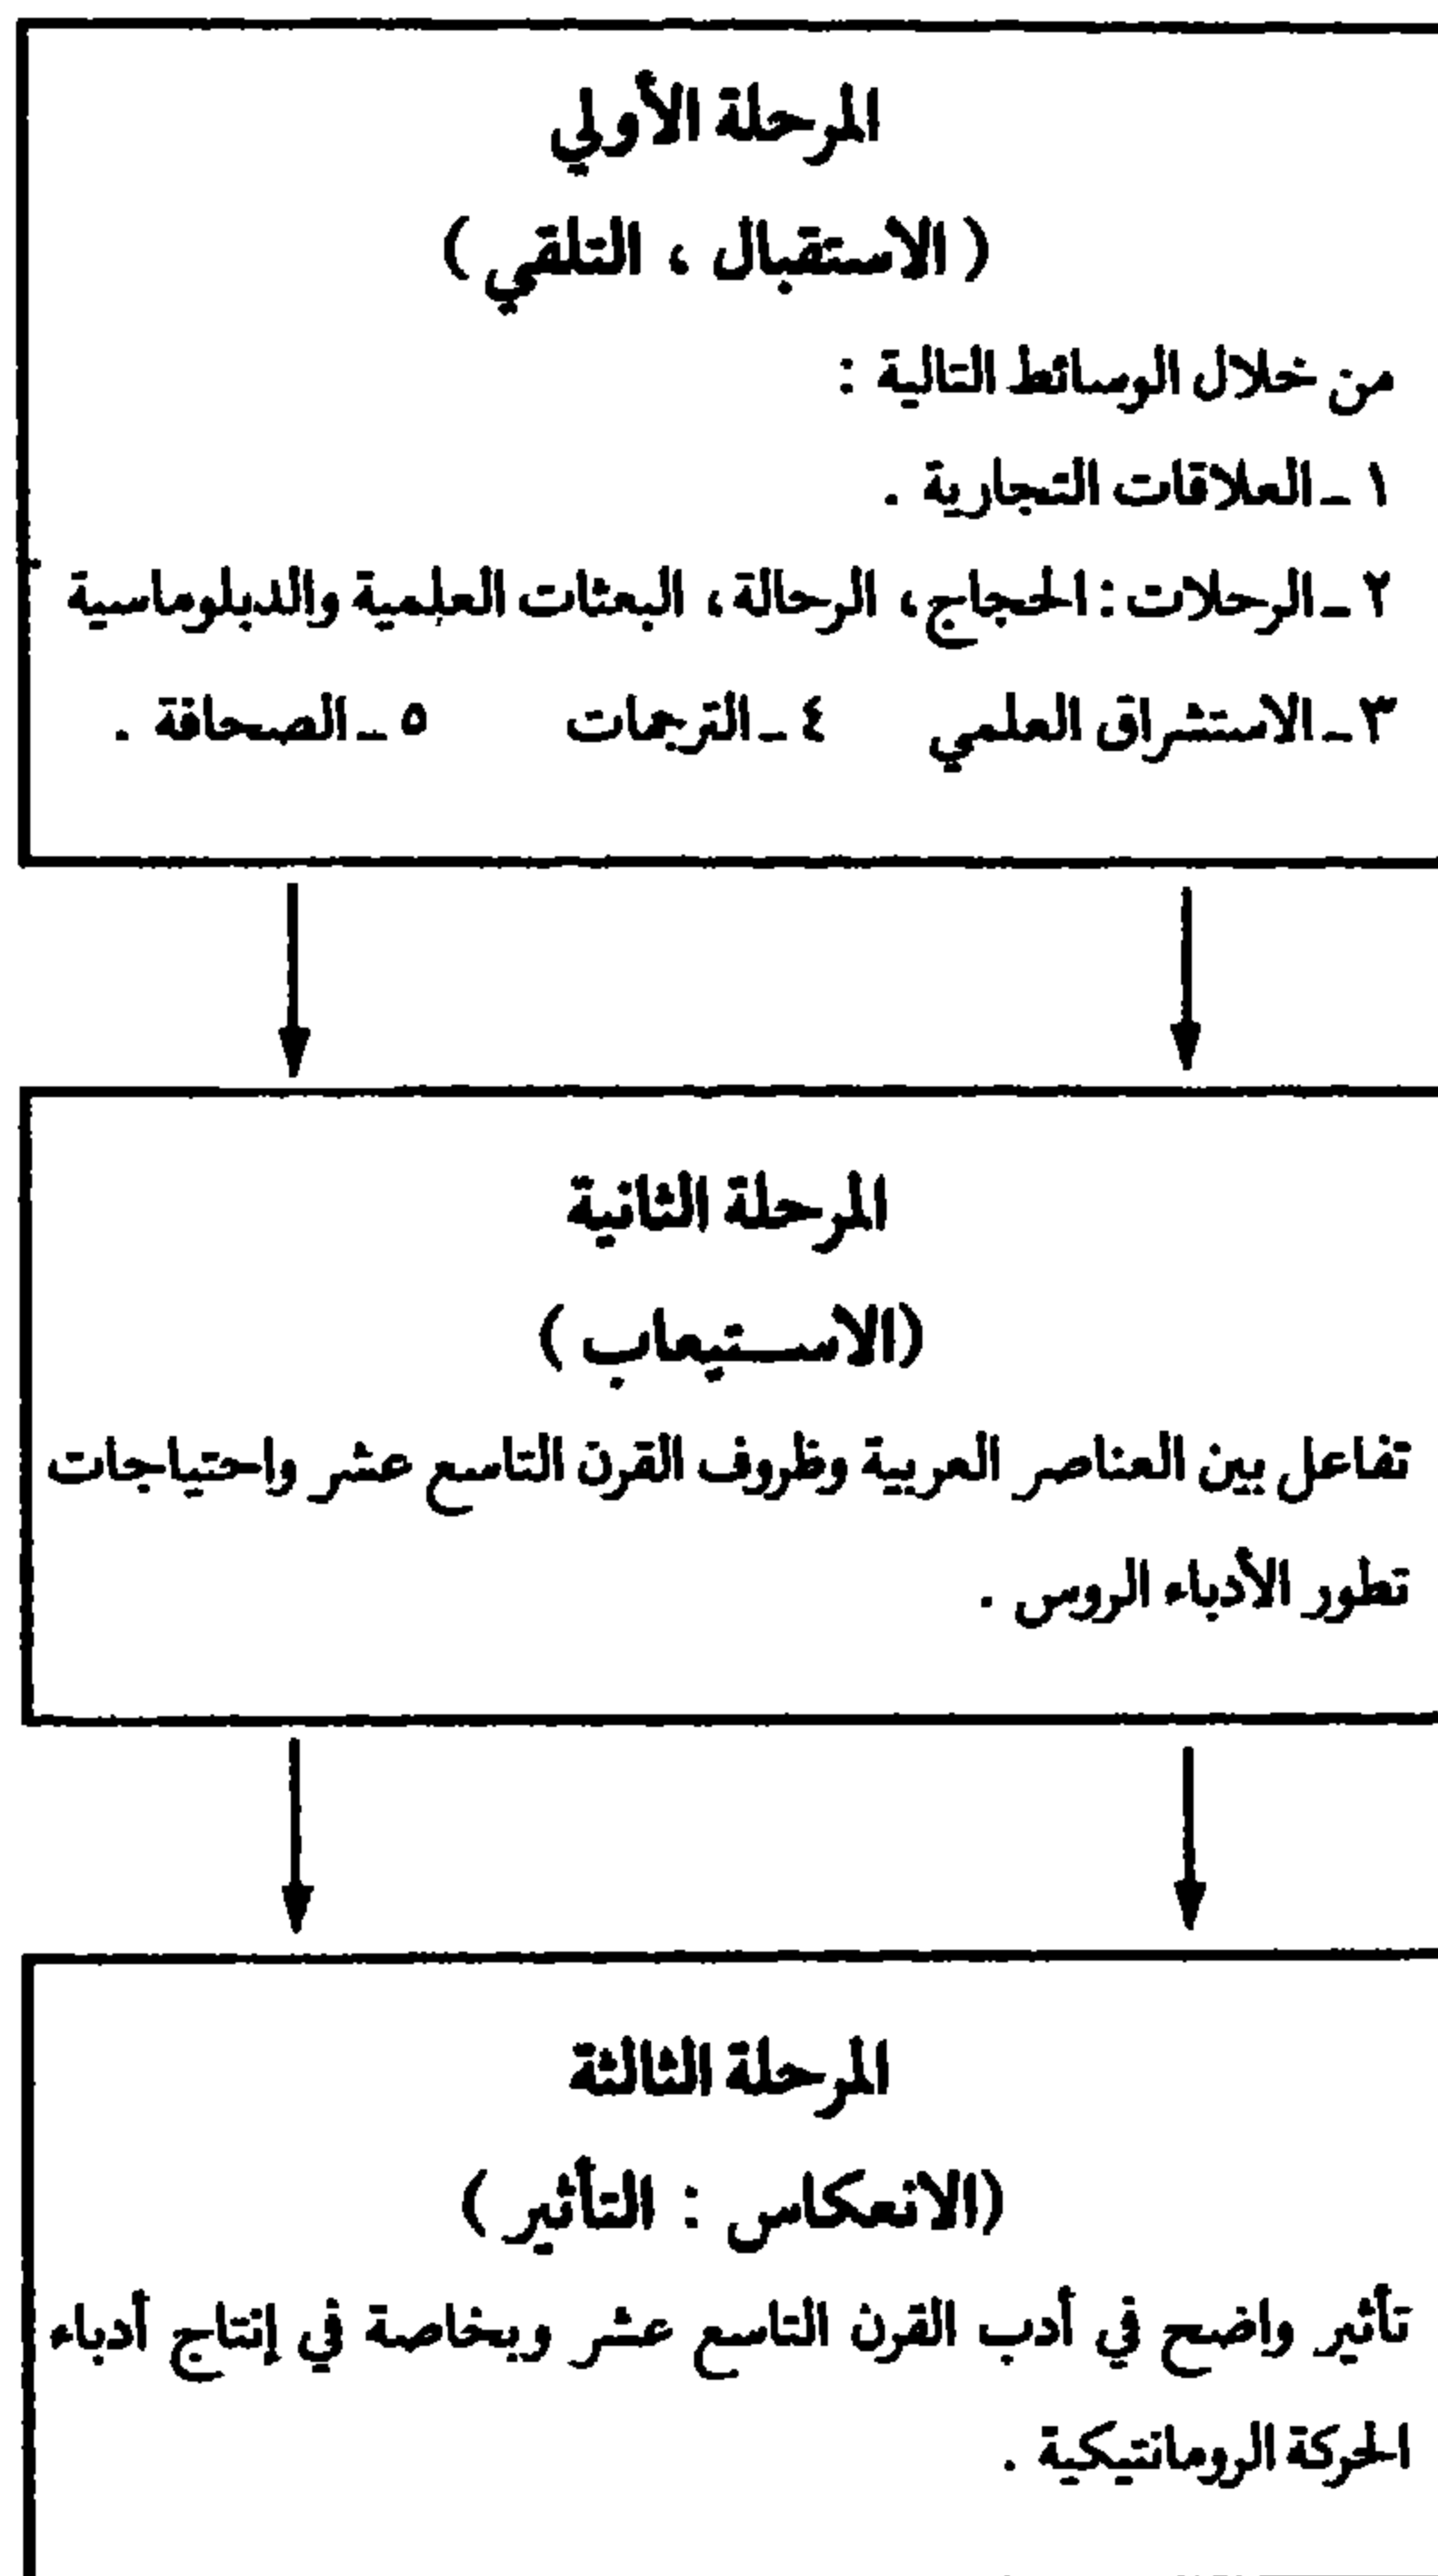 المرحلة الأولي
( الاستقبال ، التلقي )
من خلال الوسائط التالية :
١ ـ العلاقات التجارية .
٢ ـ الرحلات : الحجاج، الرحالة ، البعثات العلمية والدبلوماسية
٣ ـ الاستشراق العلمي ٤ ـ الترجمات ٥ ـ الصحافة .
المرحلة الثانية
(الاســتيعاب )
تفاعل بين العناصر العربية وظروف القرن التاسع عشر واحتياجات
تطور الأدباء الروس .
المرحلة الثالثة
(الانعكاس : التأثير )
تأثير واضح في أدب القرن التاسع عشر وبخاصة في إنتاج أدباء
الحركة الرومانتيكية .